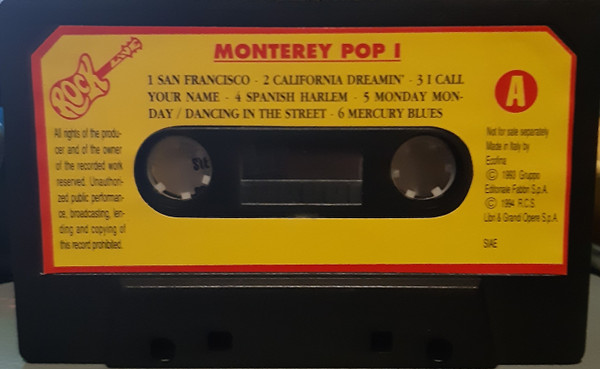 ROCK
MONTEREY POP I
1 SAN FRANCISCO - 2 CALIFORNIA DREAMIN' - 3 I CALL
YOUR NAME - 4 SPANISH HARLEM - 5 MONDAY MON-
DAY / DANCING IN THE STREET - 6 MERCURY BLUES
A
All rights of the produ-
cer and of the owner
of the recorded work
reserved. Unauthori-
zed public performan-
ce, broadcasting, len-
ding and copying of
this record prohibited.
Not for sale separately
Made in Italy by
Ecofina
© 1993 Gruppo
Editoriale Fabbri S.p.A.
© 1994 R.C.S.
Libri & Grandi Opere S.p.A.
SIAE